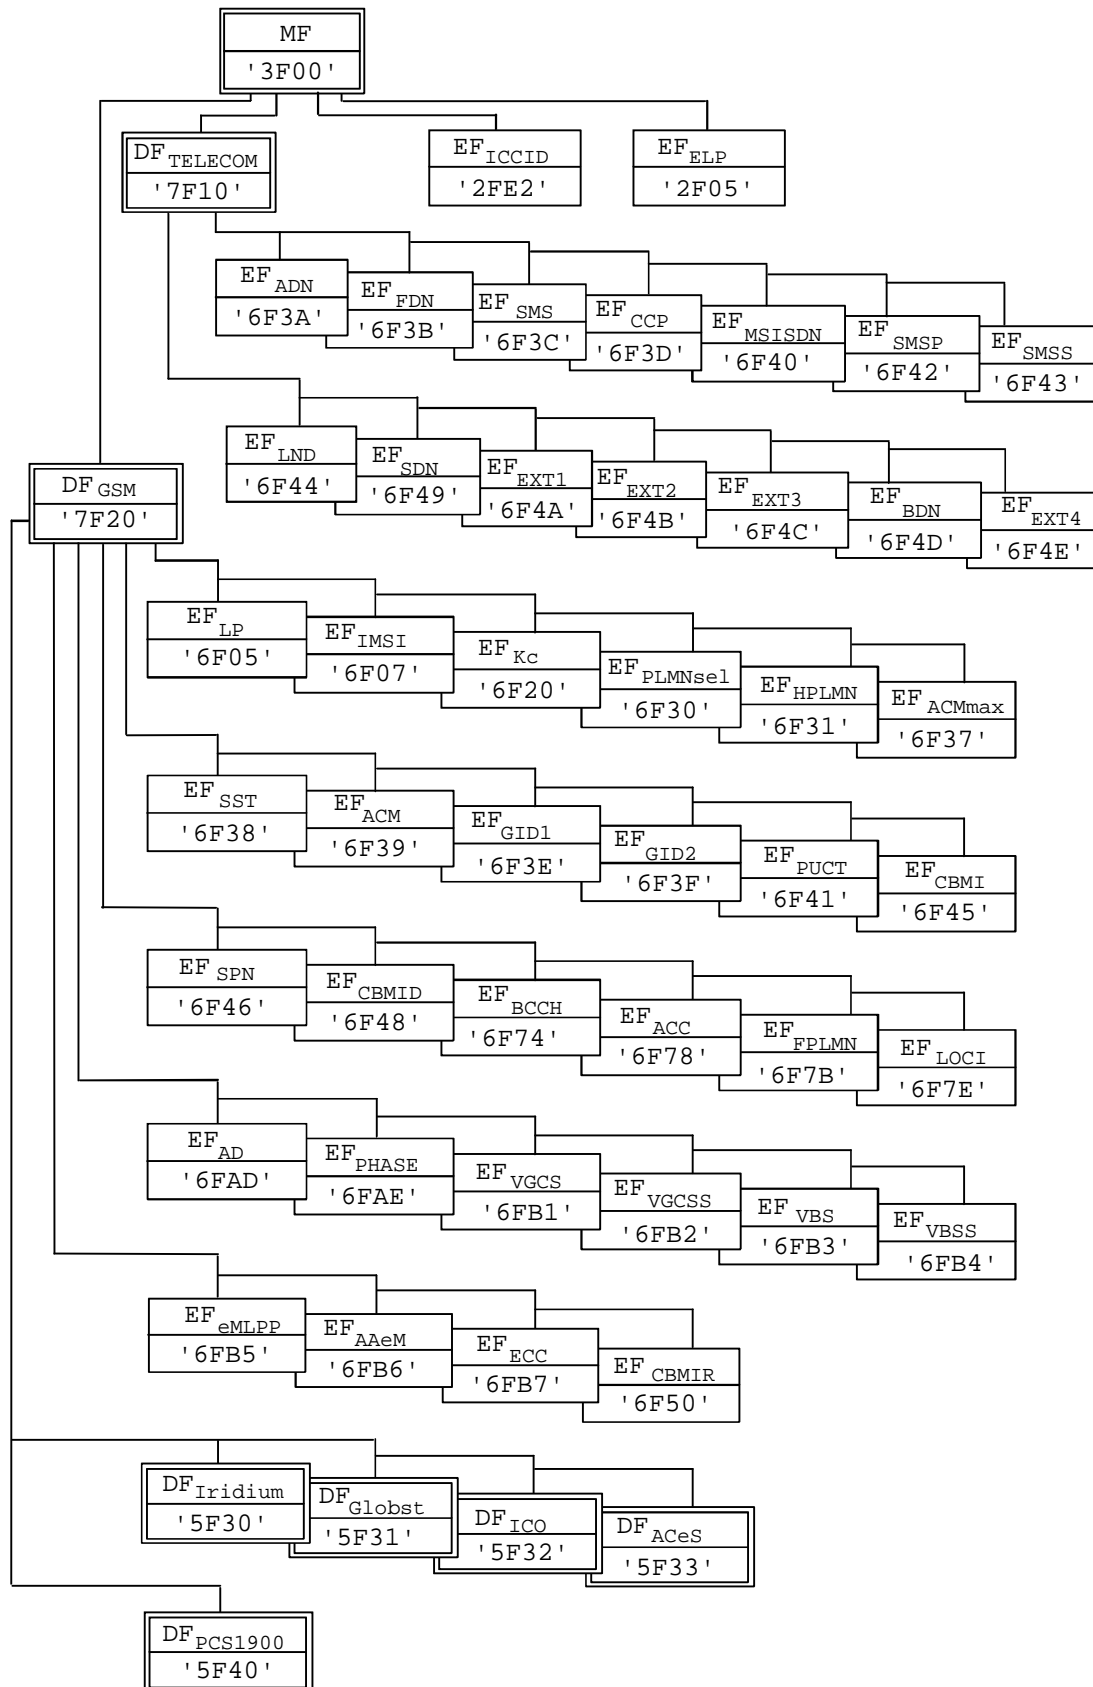 MF
'3F00'
DF TELECOM
'7F10'
EF ICCID
'2FE2'
EF ELP
'2F05'
EF ADN
'6F3A'
EF FDN
'6F3B'
EF SMS
'6F3C'
EF CCP
'6F3D'
EF MSISDN
'6F40'
EF SMSP
'6F42'
EF SMSS
'6F43'
EF LND
'6F44'
EF SDN
'6F49'
EF EXT1
'6F4A'
EF EXT2
'6F4B'
EF EXT3
'6F4C'
EF BDN
'6F4D'
EF EXT4
'6F4E'
DF GSM
'7F20'
EF LP
'6F05'
EF IMSI
'6F07'
EF Kc
'6F20'
EF PLMNsel
'6F30'
EF HPLMN
'6F31'
EF ACMmax
'6F37'
EF SST
'6F38'
EF ACM
'6F39'
EF GID1
'6F3E'
EF GID2
'6F3F'
EF PUCT
'6F41'
EF CBMI
'6F45'
EF SPN
'6F46'
EF CBMID
'6F48'
EF BCCH
'6F74'
EF ACC
'6F78'
EF FPLMN
'6F7B'
EF LOCI
'6F7E'
EF AD
'6FAD'
EF PHASE
'6FAE'
EF VGCS
'6FB1'
EF VGCSS
'6FB2'
EF VBS
'6FB3'
EF VBSS
'6FB4'
EF eMLPP
'6FB5'
EF AAeM
'6FB6'
EF ECC
'6FB7'
EF CBMIR
'6F50'
DF Iridium
'5F30'
DF Globst
'5F31'
DF ICO
'5F32'
DF ACeS
'5F33'
DF PCS1900
'5F40'